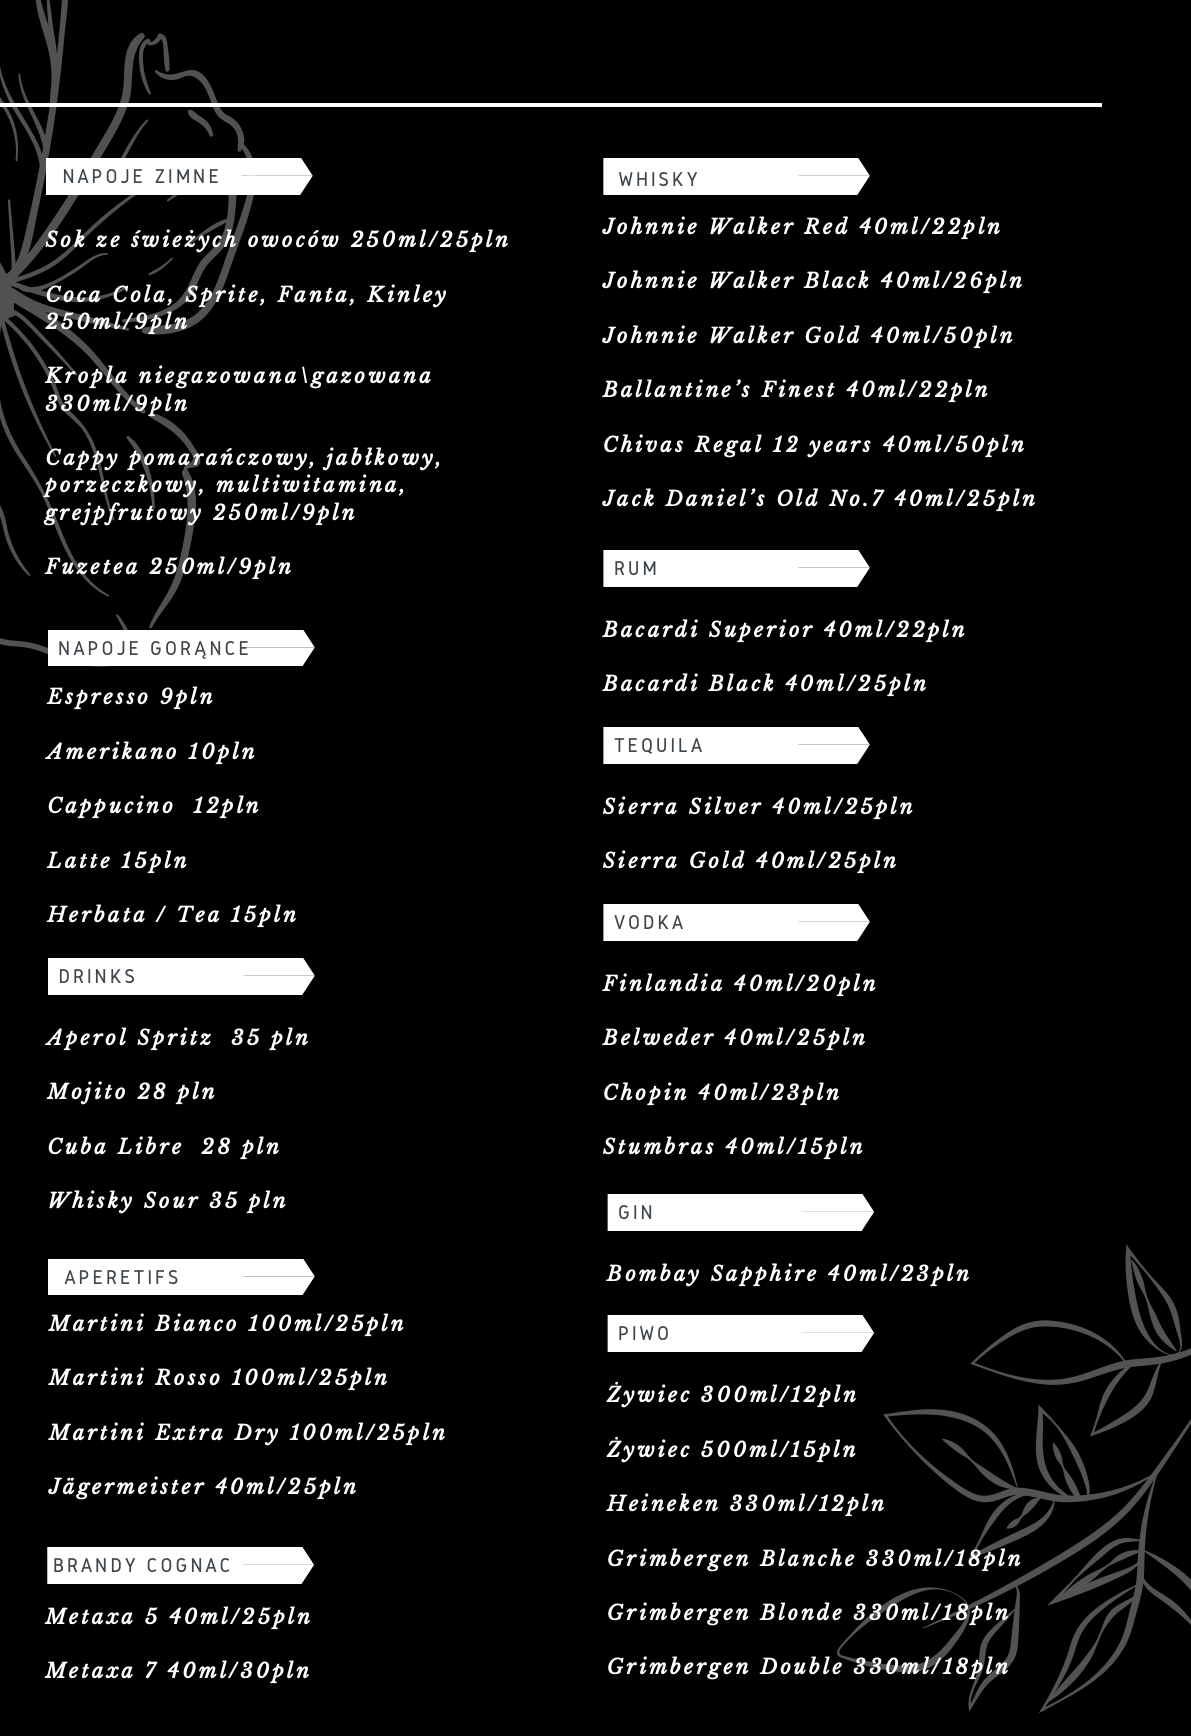 NAPOJE ZIMNE
Sok ze świeżych owoców 250ml/25pln
Coca Cola, Sprite, Fanta, Kinley
250ml/9pln
Kropla niegazowana\gazowana
330ml/9pln
Cappy pomarańczowy, jabłkowy,
porzeczkowy, multiwitamina,
grejpfrutowy 250ml/9pln
Fuzetea 250ml/9pln
NAPOJE GORĄNCE
Espresso 9pln
Amerikano 10pln
Cappucino 12pln
Latte 15pln
Herbata / Tea 15pln
DRINKS
Aperol Spritz 35 pln
Mojito 28 pln
Cuba Libre 28 pln
Whisky Sour 35 pln
APERETIFS
Martini Bianco 100ml/25pln
Martini Rosso 100ml/25pln
Martini Extra Dry 100ml/25pln
Jägermeister 40ml/25pln
BRANDY COGNAC
Metaxa 5 40ml/25pln
Metaxa 7 40ml/30pln
WHISKY
Johnnie Walker Red 40ml/22pln
Johnnie Walker Black 40ml/26pln
Johnnie Walker Gold 40ml/50pln
Ballantine’s Finest 40ml/22pln
Chivas Regal 12 years 40ml/50pln
Jack Daniel’s Old No.7 40ml/25pln
RUM
Bacardi Superior 40ml/22pln
Bacardi Black 40ml/25pln
TEQUILA
Sierra Silver 40ml/25pln
Sierra Gold 40ml/25pln
VODKA
Finlandia 40ml/20pln
Belweder 40ml/25pln
Chopin 40ml/23pln
Stumbras 40ml/15pln
GIN
Bombay Sapphire 40ml/23pln
PIWO
Żywiec 300ml/12pln
Żywiec 500ml/15pln
Heineken 330ml/12pln
Grimbergen Blanche 330ml/18pln
Grimbergen Blonde 330ml/18pln
Grimbergen Double 330ml/18pln